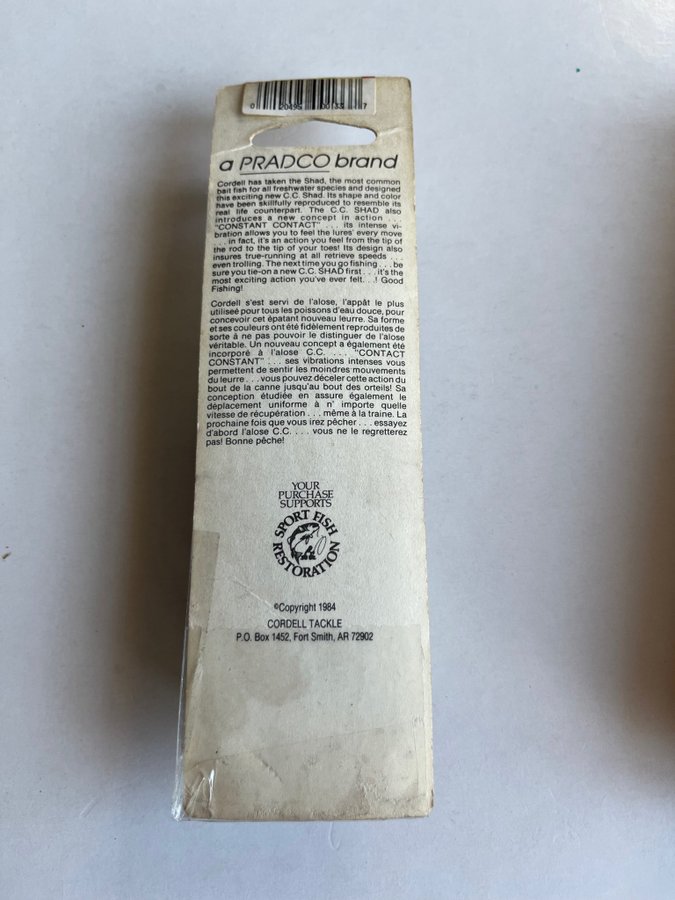 0 20495 00133 7
a PRADCO brand
Cordell has taken the Shad, the most common
bait fish for all freshwater species and designed
this exciting new C.C. Shad. Its shape and color
have been skillfully reproduced to resemble its
real life counterpart. The C.C. SHAD also
introduces a new concept in action . . .
"CONSTANT CONTACT" . . . its intense vi-
bration allows you to feel the lures' every move
. . . in fact, it's an action you feel from the tip of
the rod to the tip of your toes! Its design also
insures true-running at all retrieve speeds . . .
even trolling. The next time you go fishing . . . be
sure you tie-on a new C.C. SHAD first . . . it's the
most exciting action you've ever felt. . .! Good
Fishing!
Cordell s'est servi de l'alose, l'appât le plus
utiliseé pour tous les poissons d'eau douce, pour
concevoir cet épatant nouveau leurre. Sa forme
et ses couleurs ont été fidèlement reproduites de
sorte à ne pas pouvoir le distinguer de l'alose
véritable. Un nouveau concept a également été
incorporé à l'alose C.C. . . . "CONTACT
CONSTANT" . . . ses vibrations intenses vous
permettent de sentir les moindres mouvements
du leurre . . . vous pouvez déceler cette action du
bout de la canne jusqu'au bout des orteils! Sa
conception étudiée en assure également le
déplacement uniforme à n' importe quelle
vitesse de récupération . . . même à la traine. La
prochaine fois que vous irez pêcher . . . essayez
d'abord l'alose C.C. . . . vous ne le regretterez
pas! Bonne pêche!
YOUR
PURCHASE
SUPPORTS
SPORT FISH
RESTORATION
©Copyright 1984
CORDELL TACKLE
P.O. Box 1452, Fort Smith, AR 72902